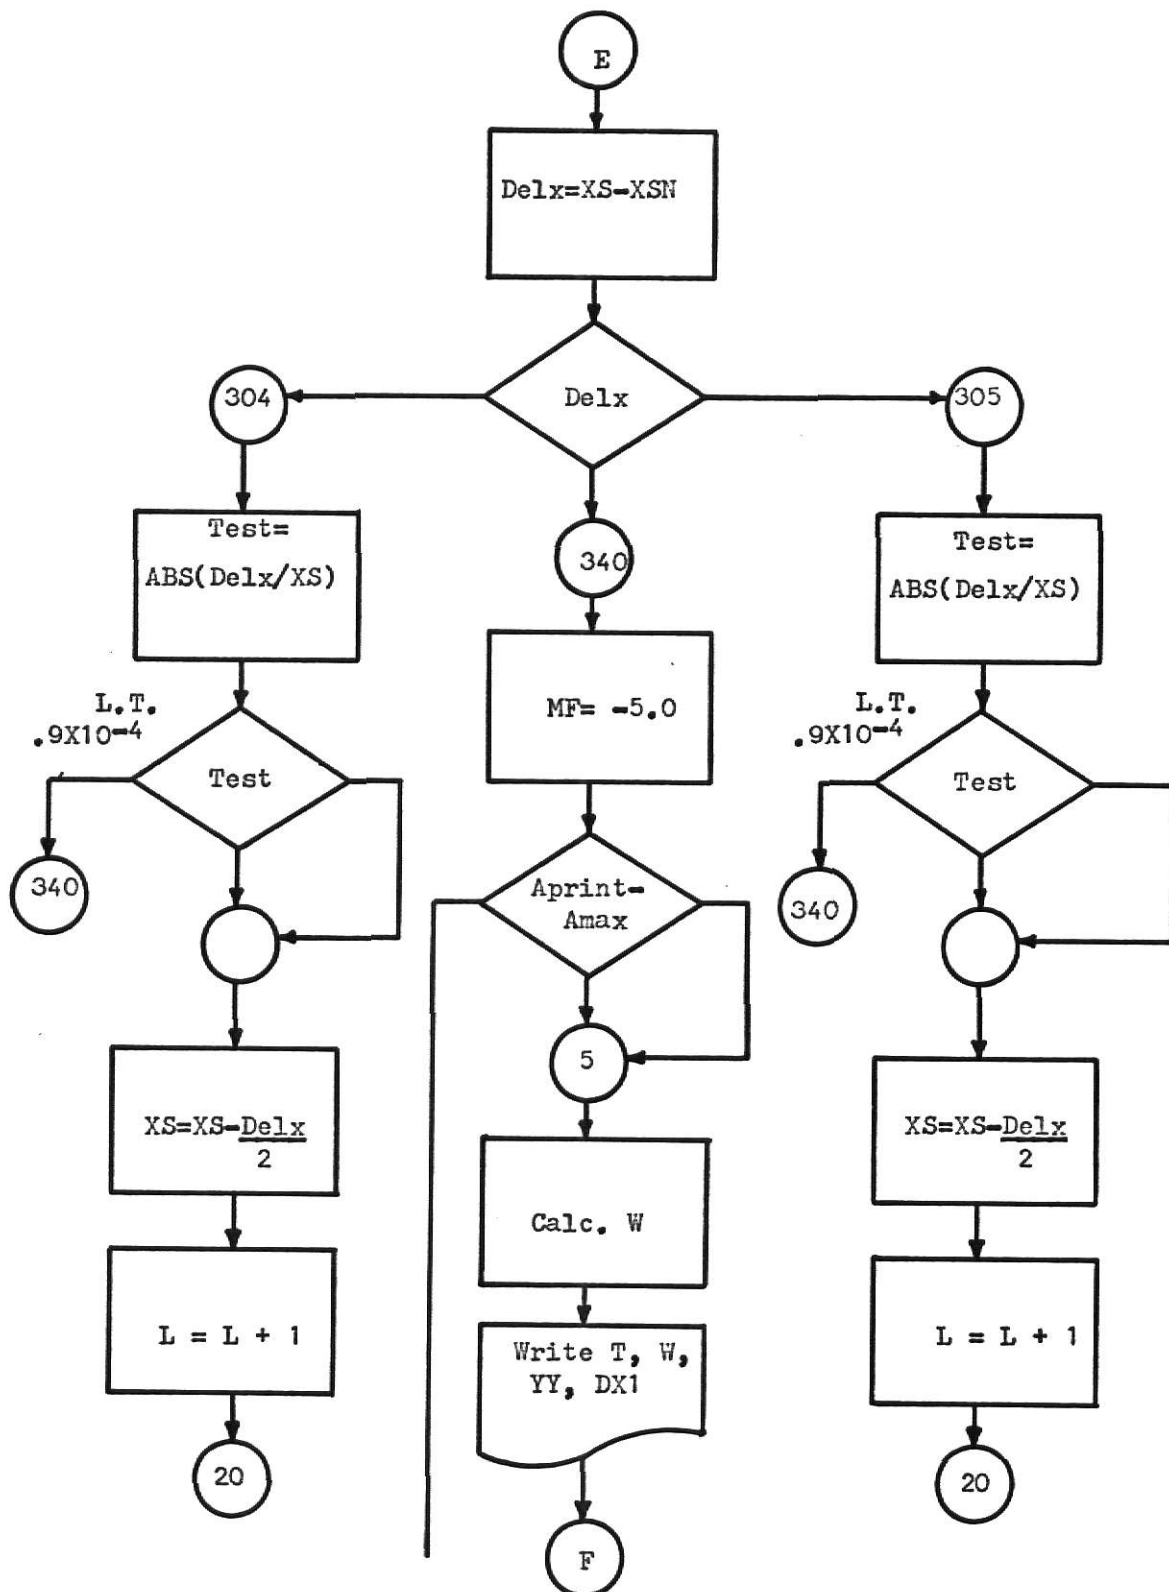 E
Delx=XS-XSN
Delx
304
305
340
Test=
ABS(Delx/XS)
L.T.
.9X10-4
Test
340
XS=XS-Delx
2
L = L + 1
20
MF= -5.0
Aprint-
Amax
5
Calc. W
Write T, W,
YY, DX1
F
Test=
ABS(Delx/XS)
L.T.
.9X10-4
Test
340
XS=XS-Delx
2
L = L + 1
20